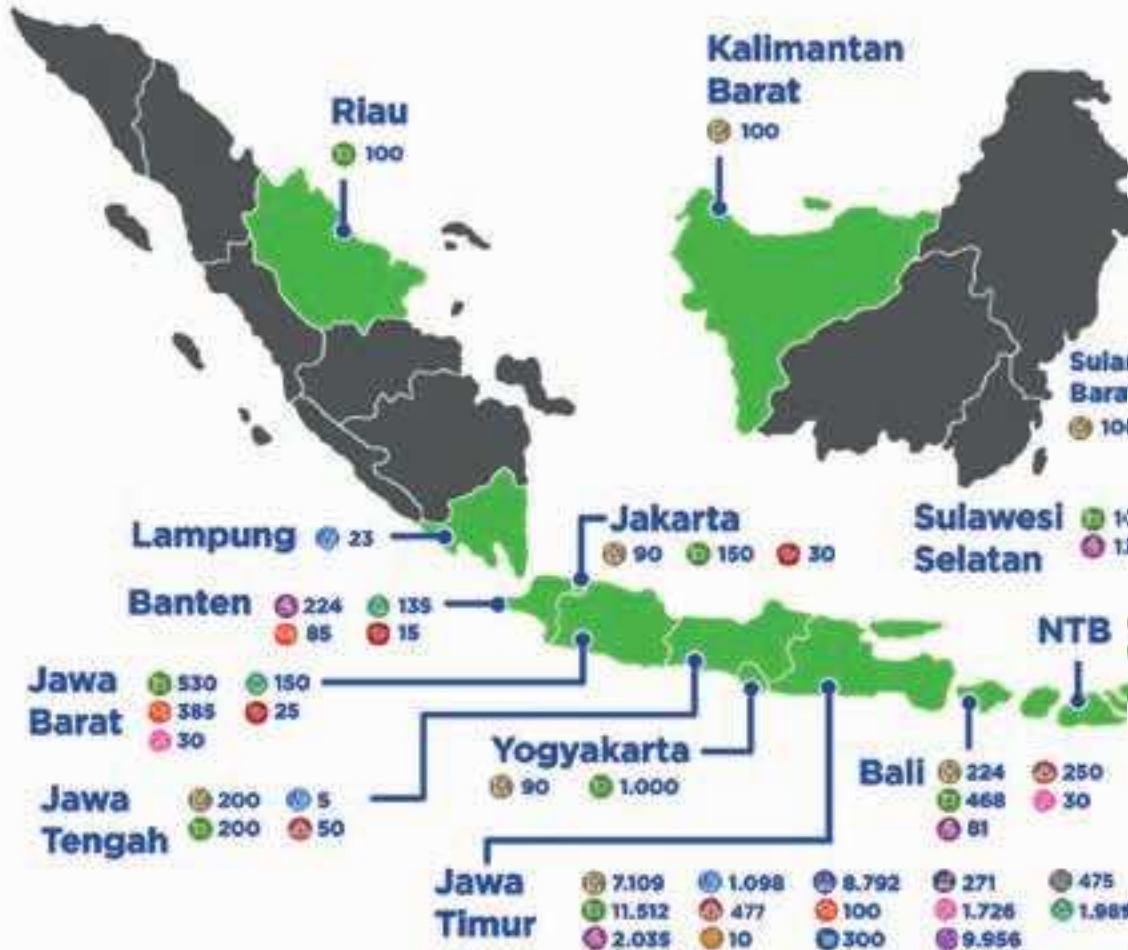 Riau
100
Kalimantan
Barat
100
Barat
Lampung 23
Jakarta
90 150 30
Sulawesi
Selatan
Banten 224 135
85 15
NTB
Jawa
Barat
530 150
385 25
30
Yogyakarta
90 1.000
Bali
224 250
468 30
81
Jawa
Tengah
200 5
200 50
Jawa
Timur
7.109 1.098 8.792 271 475
11.512 477 100 1.726
2.035 10 300 9.956